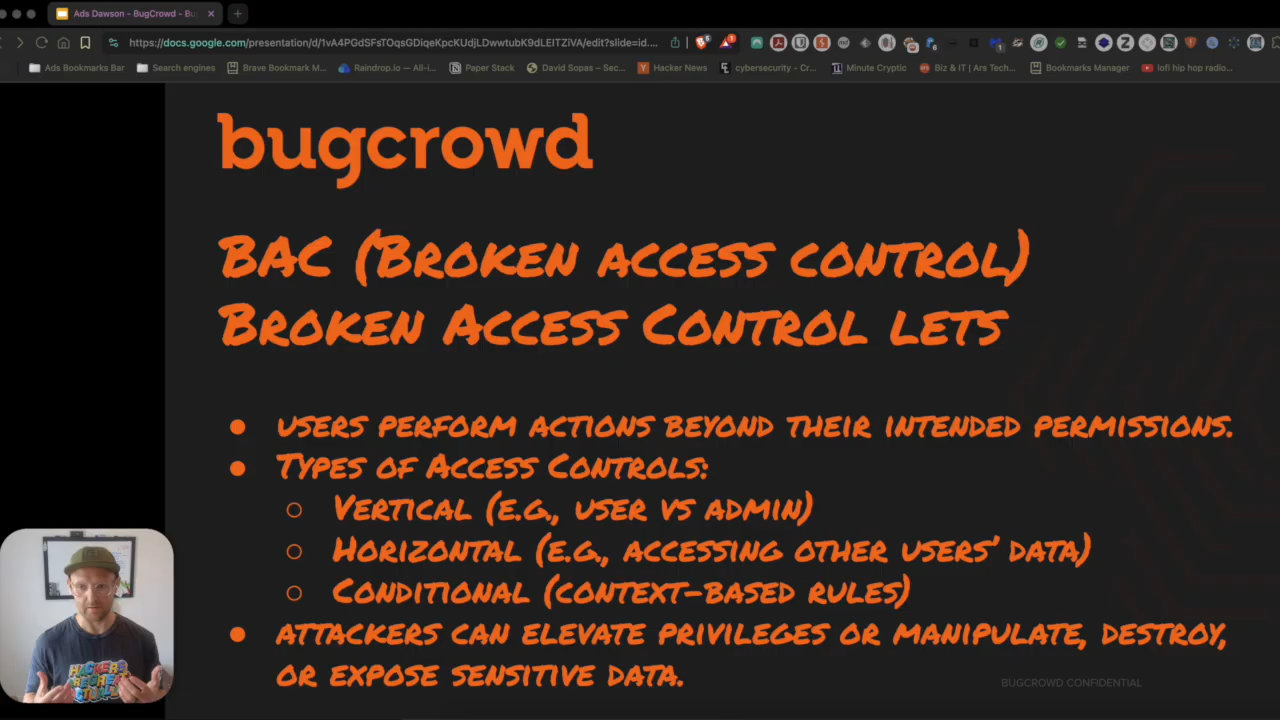 Ads Dawson - BugCrowd - Bu
https://docs.google.com/presentation/d/1vA4PGdSFsTOqsGDiqeKpcKUdjLDwwtubK9dLEITZiVA/edit?slide=id....
Ads Bookmarks Bar Search engines Brave Bookmark M... Raindrop.io — All-i... Paper Stack David Sopas – Sec... Hacker News cybersecurity - Cr... Minute Cryptic Biz & IT | Ars Tech... Bookmarks Manager lofi hip hop radio...
bugcrowd
BAC (Broken access control)
Broken Access Control lets
● users perform actions beyond their intended permissions.
● Types of Access Controls:
○ Vertical (e.g., user vs admin)
○ Horizontal (e.g., accessing other users' data)
○ Conditional (context-based rules)
● attackers can elevate privileges or manipulate, destroy,
or expose sensitive data.
BUGCROWD CONFIDENTIAL